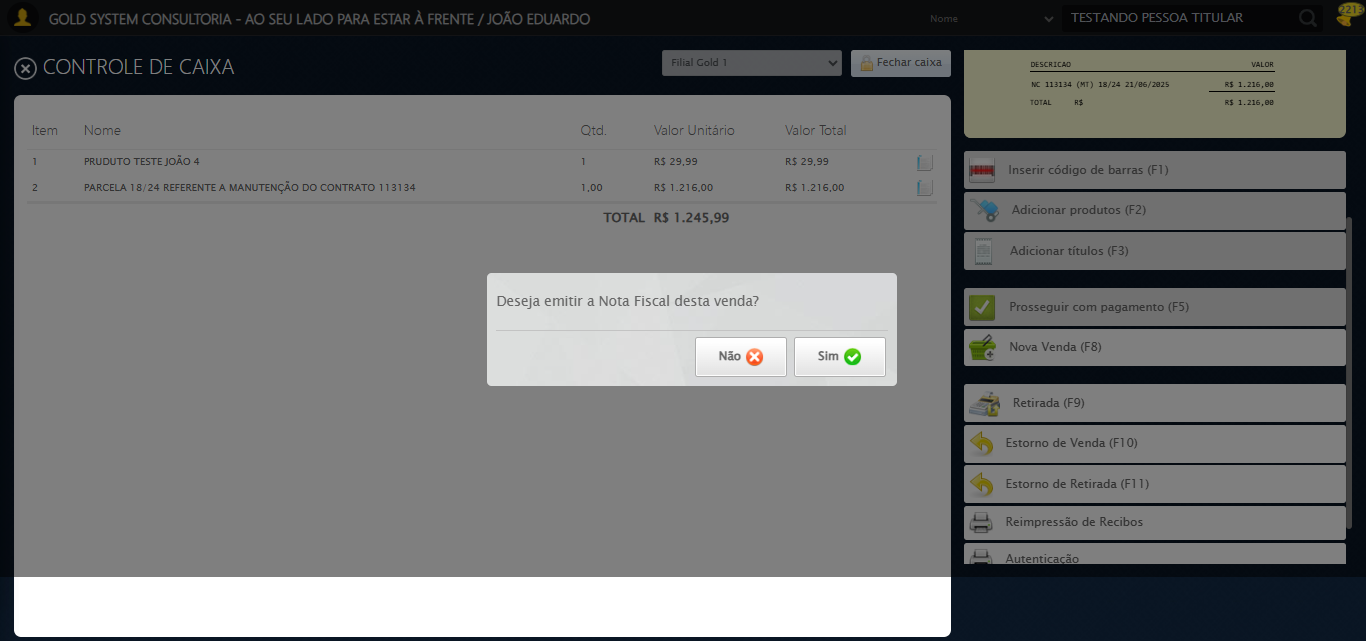 GOLD SYSTEM CONSULTORIA - AO SEU LADO PARA ESTAR À FRENTE / JOÃO EDUARDO
Nome
TESTANDO PESSOA TITULAR
2213
CONTROLE DE CAIXA
Filial Gold 1
Fechar caixa
Item Nome Qtd. Valor Unitário Valor Total
1 PRUDUTO TESTE JOÃO 4 1 R$ 29,99 R$ 29,99
2 PARCELA 18/24 REFERENTE A MANUTENÇÃO DO CONTRATO 113134 1,00 R$ 1.216,00 R$ 1.216,00
TOTAL R$ 1.245,99
Deseja emitir a Nota Fiscal desta venda?
Não
Sim
DESCRICAO VALOR
NC 113134 (MT) 18/24 21/06/2025 R$ 1.216,00
TOTAL R$ R$ 1.216,00
Inserir código de barras (F1)
Adicionar produtos (F2)
Adicionar títulos (F3)
Prosseguir com pagamento (F5)
Nova Venda (F8)
Retirada (F9)
Estorno de Venda (F10)
Estorno de Retirada (F11)
Reimpressão de Recibos
Autenticação